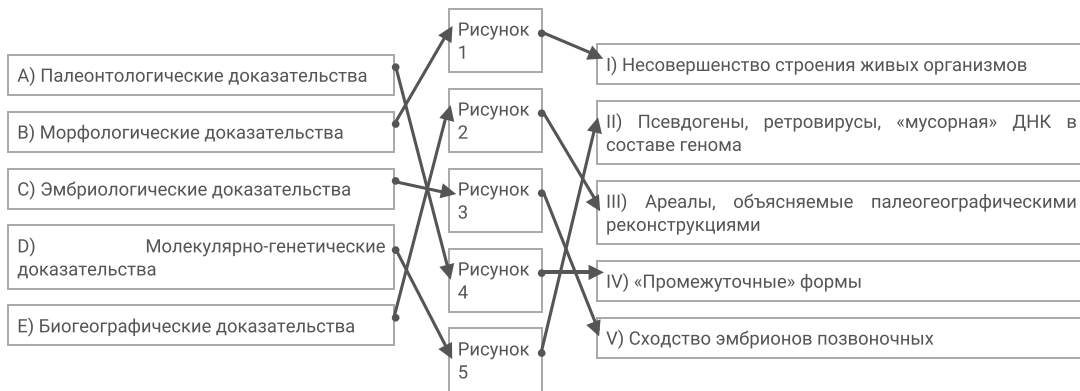 A) Палеонтологические доказательства
B) Морфологические доказательства
C) Эмбриологические доказательства
D) Молекулярно-генетические
доказательства
E) Биогеографические доказательства
Рисунок
1
Рисунок
2
Рисунок
3
Рисунок
4
Рисунок
5
I) Несовершенство строения живых организмов
II) Псевдогены, ретровирусы, «мусорная» ДНК в
составе генома
III) Ареалы, объясняемые палеогеографическими
реконструкциями
IV) «Промежуточные» формы
V) Сходство эмбрионов позвоночных